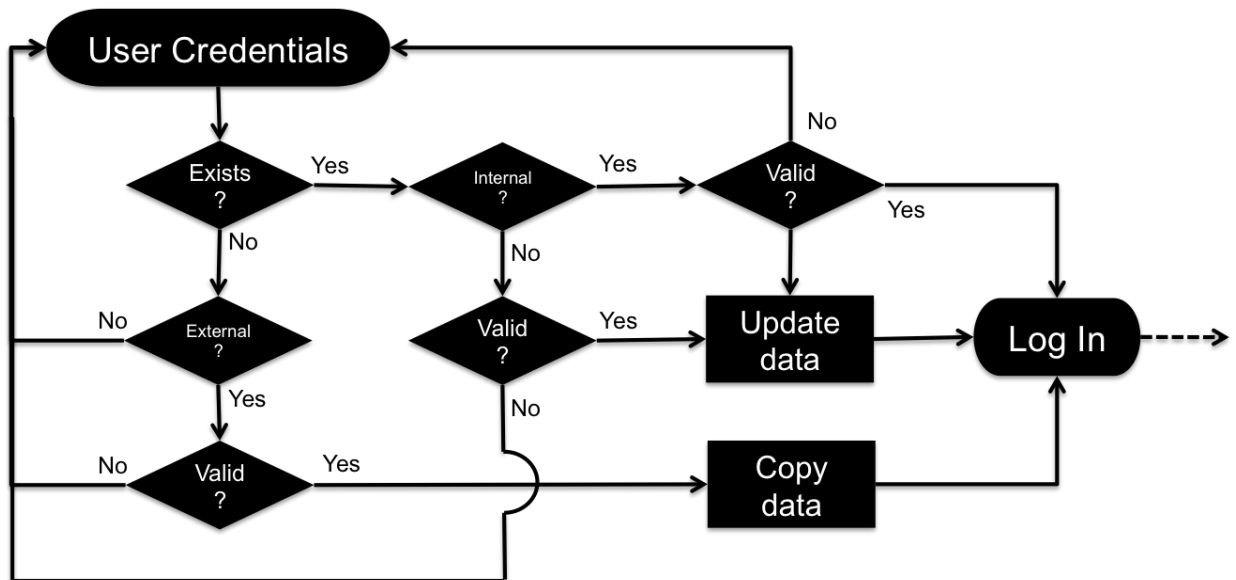 User Credentials
No
Exists
?
Yes
Internal
?
Yes
Valid
?
Yes
No
No
No
External
?
Valid
?
Yes
Update
data
Log In
Yes
No
No
Valid
?
Yes
Copy
data